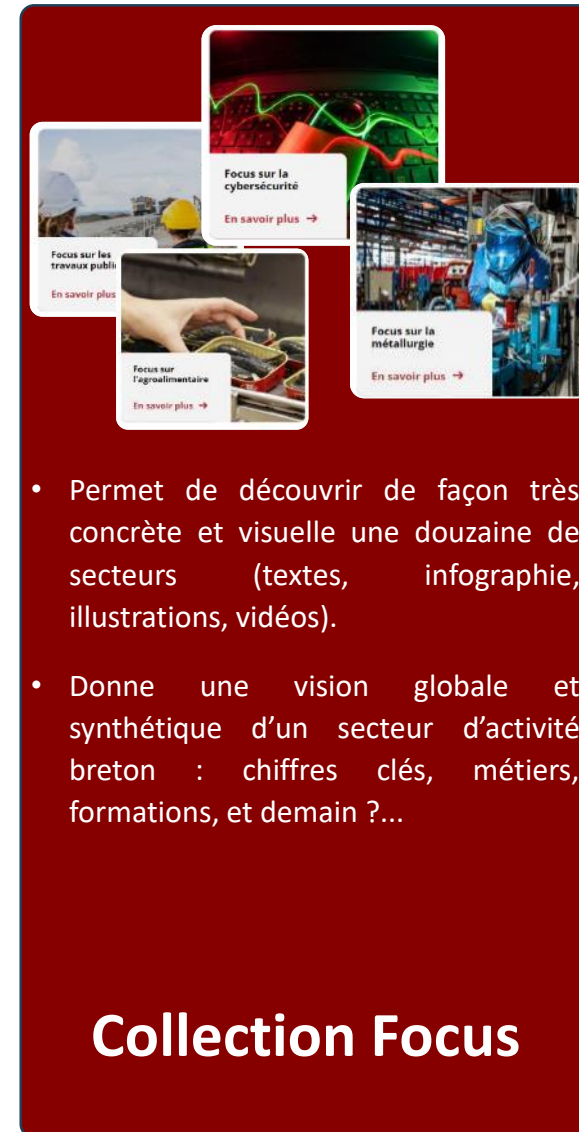 Focus sur la
cybersécurité
En savoir plus →
Focus sur les
travaux publi
En savoir plus
Focus sur la
métallurgie
En savoir plus →
Focus sur
l'agroalimentaire
En savoir plus →
• Permet de découvrir de façon très
concrète et visuelle une douzaine de
secteurs (textes, infographie,
illustrations, vidéos).
• Donne une vision globale et
synthétique d’un secteur d’activité
breton : chiffres clés, métiers,
formations, et demain ?...
Collection Focus